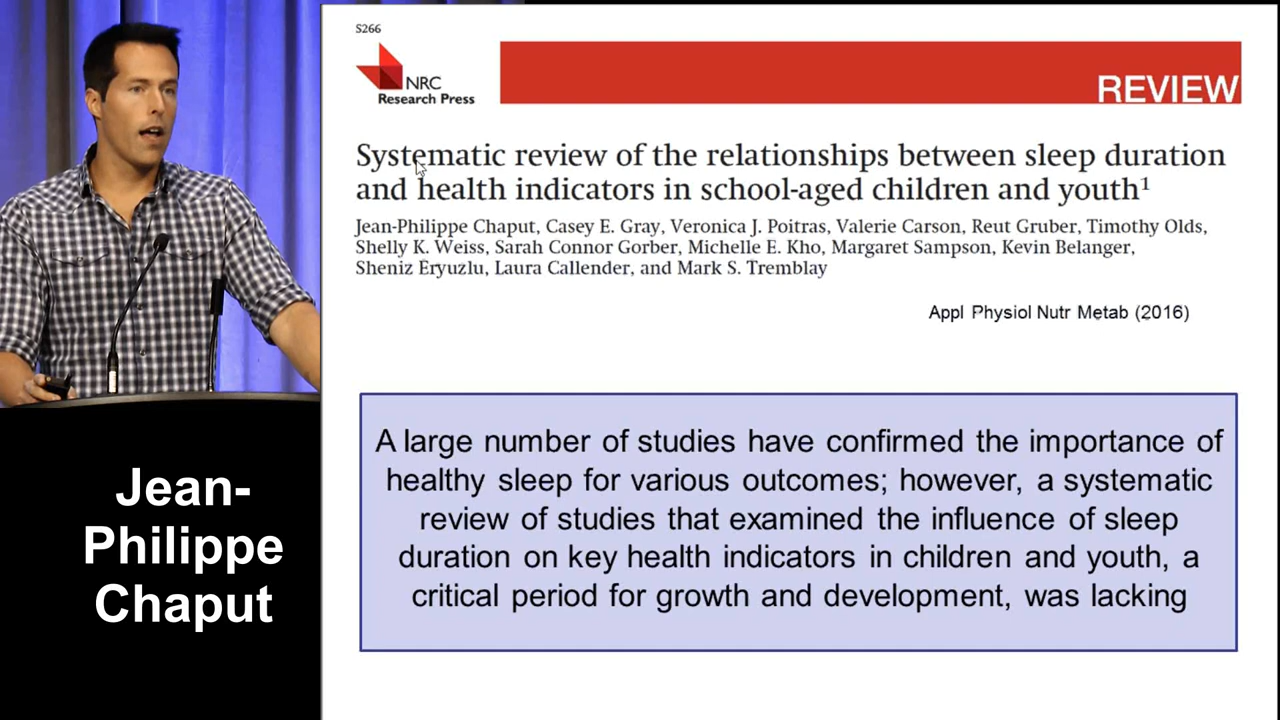 S266
NRC
Research Press
REVIEW
Systematic review of the relationships between sleep duration
and health indicators in school-aged children and youth¹
Jean-Philippe Chaput, Casey E. Gray, Veronica J. Poitras, Valerie Carson, Reut Gruber, Timothy Olds,
Shelly K. Weiss, Sarah Connor Gorber, Michelle E. Kho, Margaret Sampson, Kevin Belanger,
Sheniz Eryuzlu, Laura Callender, and Mark S. Tremblay
Appl Physiol Nutr Metab (2016)
A large number of studies have confirmed the importance of
healthy sleep for various outcomes; however, a systematic
review of studies that examined the influence of sleep
duration on key health indicators in children and youth, a
critical period for growth and development, was lacking
Jean-
Philippe
Chaput